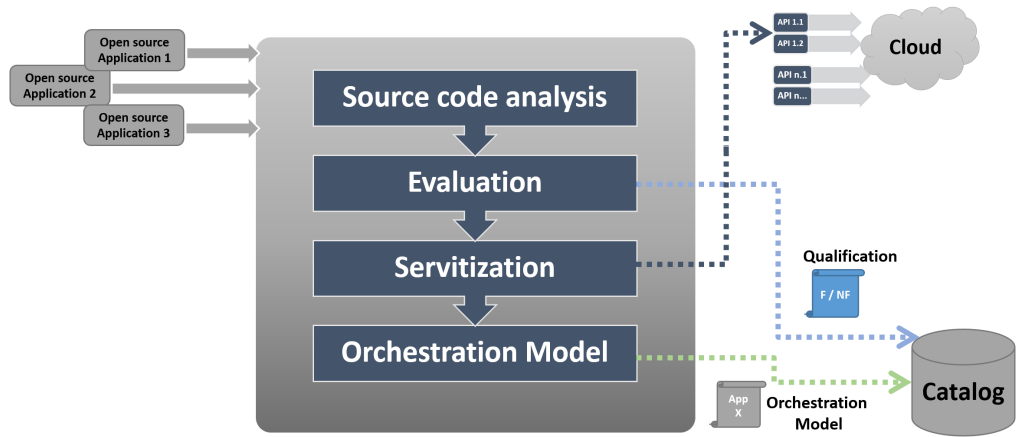 Open source
Application 1
Open source
Application 2
Open source
Application 3
Source code analysis
Evaluation
Servitization
Orchestration Model
API 1.1
API 1.2
API n.1
API n...
Cloud
Qualification
F / NF
App
X
Orchestration
Model
Catalog